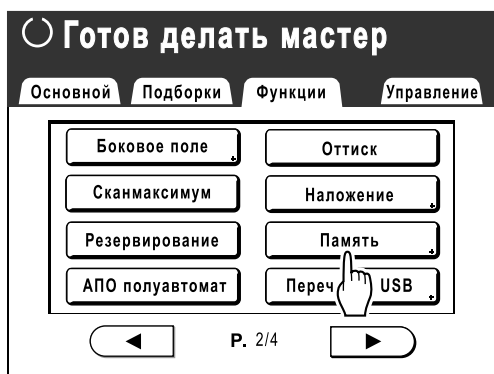 Готов делать мастер
Основной Подборки Функции Управление
Боковое поле Оттиск
Сканмаксимум Наложение
Резервирование Память
АПО полуавтомат Переч USB
P. 2/4